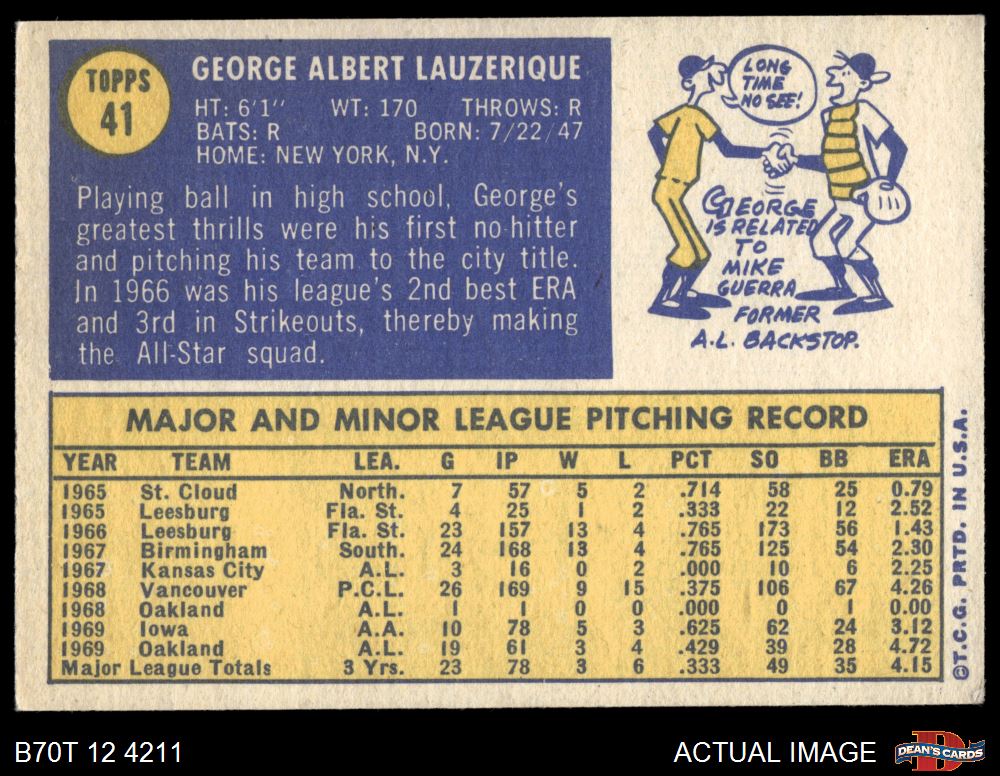 TOPPS
41
GEORGE ALBERT LAUZERIQUE
HT: 6'1'' WT: 170 THROWS: R
BATS: R BORN: 7/22/47
HOME: NEW YORK, N.Y.
Playing ball in high school, George's
greatest thrills were his first no-hitter
and pitching his team to the city title.
In 1966 was his league's 2nd best ERA
and 3rd in Strikeouts, thereby making
the All-Star squad.
LONG
TIME
NO SEE!
GEORGE
IS RELATED
TO
MIKE
GUERRA
FORMER
A.L. BACKSTOP.
MAJOR AND MINOR LEAGUE PITCHING RECORD
YEAR TEAM LEA. G IP W L PCT SO BB ERA
1965 St. Cloud North. 7 57 5 2 .714 58 25 0.79
1965 Leesburg Fla. St. 4 25 1 2 .333 22 12 2.52
1966 Leesburg Fla. St. 23 157 13 4 .765 173 56 1.43
1967 Birmingham South. 24 168 13 4 .765 125 54 2.30
1967 Kansas City A.L. 3 16 0 2 .000 10 6 2.25
1968 Vancouver P.C.L. 26 169 9 15 .375 106 67 4.26
1968 Oakland A.L. 1 1 0 0 .000 0 1 0.00
1969 Iowa A.A. 10 78 5 3 .625 62 24 3.12
1969 Oakland A.L. 19 61 3 4 .429 39 28 4.72
Major League Totals 3 Yrs. 23 78 3 6 .333 49 35 4.15
©T.C.G. PRTD. IN U.S.A.
B70T 12 4211
ACTUAL IMAGE
D
DEAN'S CARDS